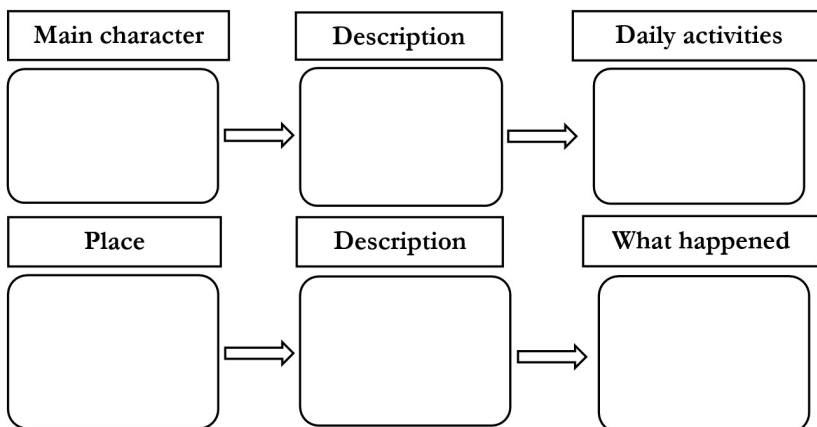 Main character
Description
Daily activities
Place
Description
What happened